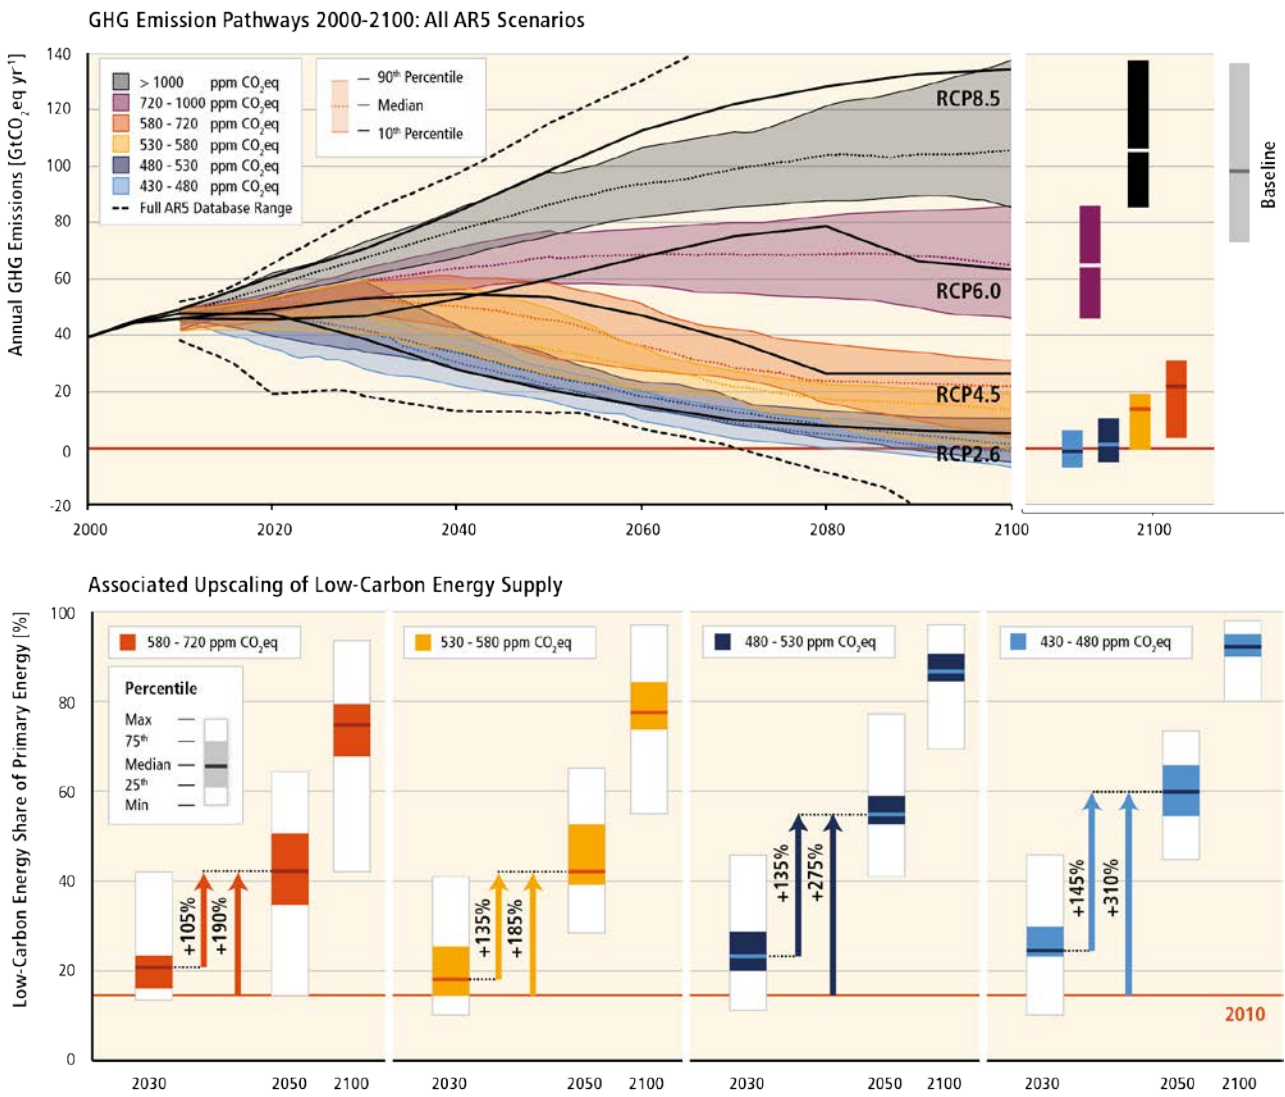 GHG Emission Pathways 2000-2100: All AR5 Scenarios
Annual GHG Emissions [GtCO₂eq yr⁻¹]
140
120
100
80
60
40
20
0
-20
> 1000 ppm CO₂eq
720 - 1000 ppm CO₂eq
580 - 720 ppm CO₂eq
530 - 580 ppm CO₂eq
480 - 530 ppm CO₂eq
430 - 480 ppm CO₂eq
Full AR5 Database Range
90th Percentile
Median
10th Percentile
RCP8.5
RCP6.0
RCP4.5
RCP2.6
Baseline
2000 2020 2040 2060 2080 2100 2100
Associated Upscaling of Low-Carbon Energy Supply
Low-Carbon Energy Share of Primary Energy [%]
100
80
60
40
20
0
580 - 720 ppm CO₂eq
530 - 580 ppm CO₂eq
480 - 530 ppm CO₂eq
430 - 480 ppm CO₂eq
Percentile
Max
75th
Median
25th
Min
+105%
+190%
+135%
+185%
+135%
+275%
+145%
+310%
2010
2030 2050 2100 2030 2050 2100 2030 2050 2100 2030 2050 2100